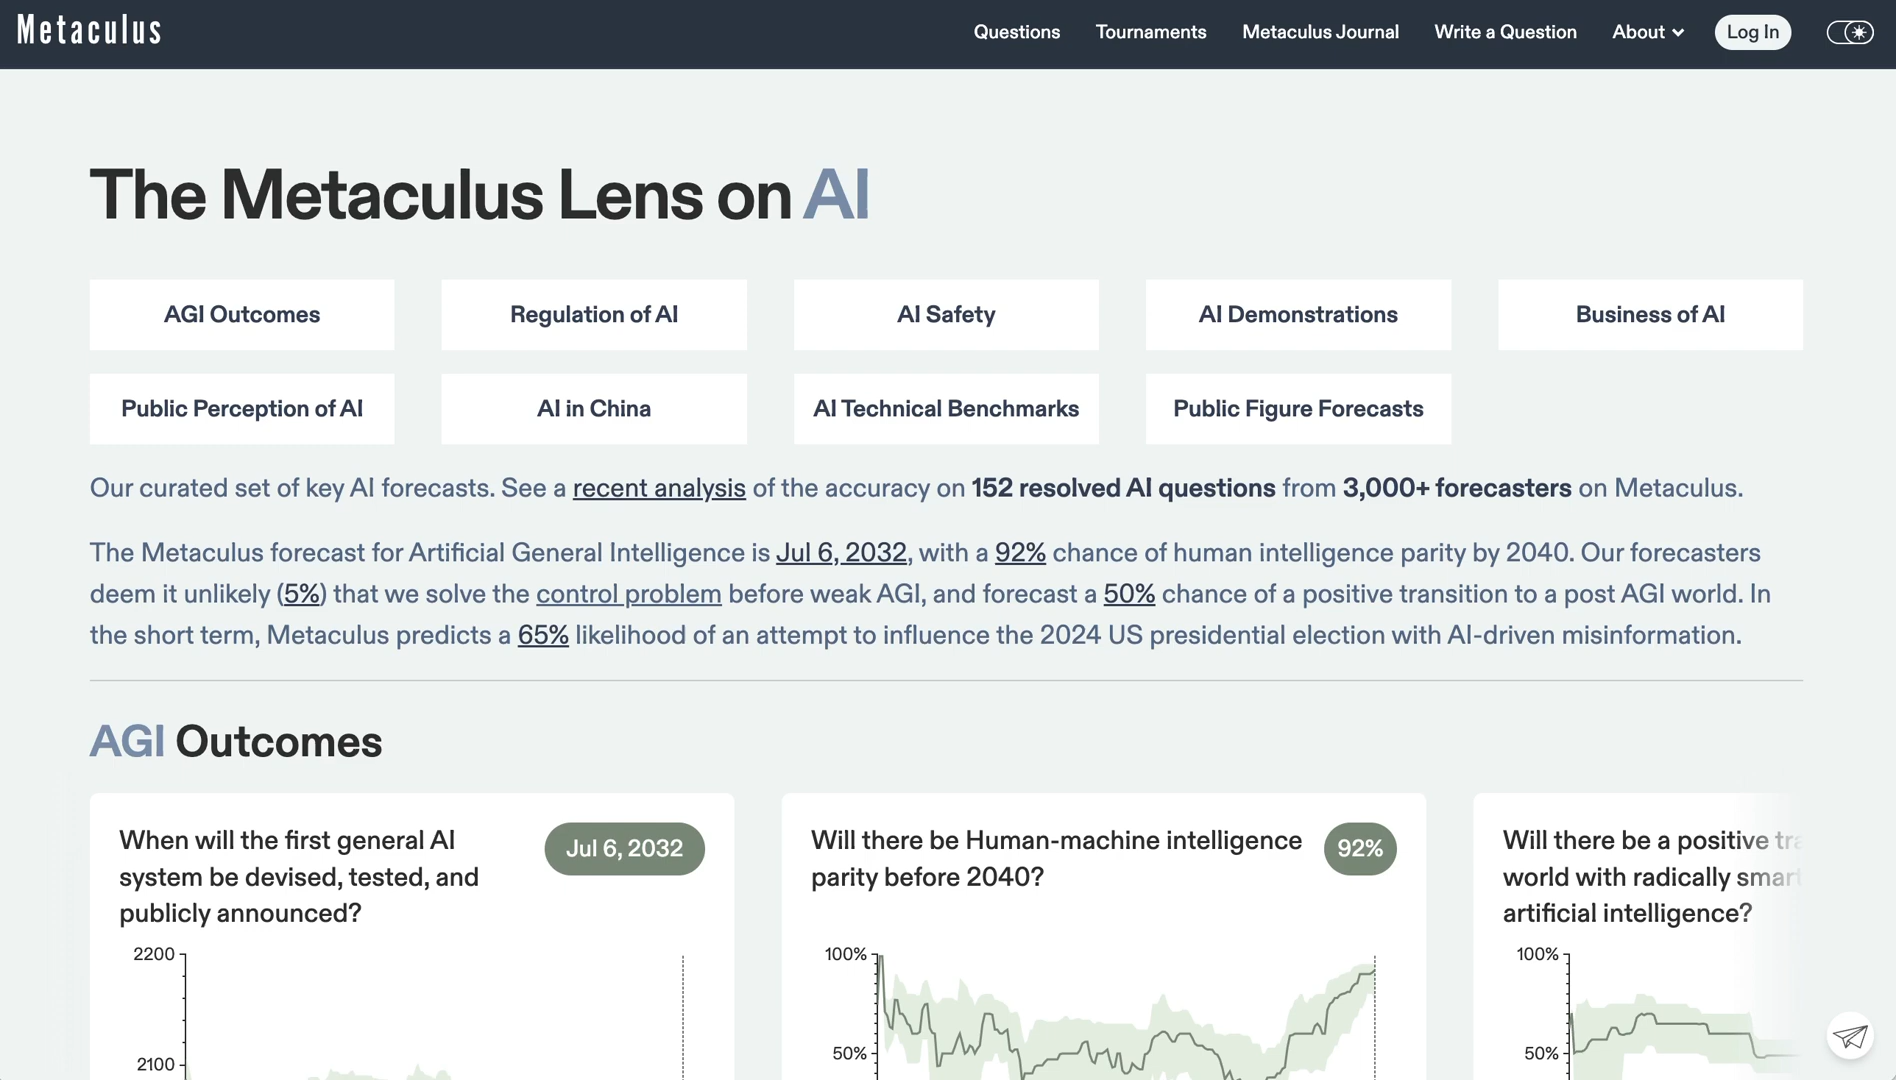 Metaculus
Questions
Tournaments
Metaculus Journal
Write a Question
About
Log In
The Metaculus Lens on AI
AGI Outcomes
Regulation of AI
AI Safety
AI Demonstrations
Business of AI
Public Perception of AI
AI in China
AI Technical Benchmarks
Public Figure Forecasts
Our curated set of key AI forecasts. See a recent analysis of the accuracy on 152 resolved AI questions from 3,000+ forecasters on Metaculus.
The Metaculus forecast for Artificial General Intelligence is Jul 6, 2032, with a 92% chance of human intelligence parity by 2040. Our forecasters
deem it unlikely (5%) that we solve the control problem before weak AGI, and forecast a 50% chance of a positive transition to a post AGI world. In
the short term, Metaculus predicts a 65% likelihood of an attempt to influence the 2024 US presidential election with AI-driven misinformation.
AGI Outcomes
When will the first general AI
system be devised, tested, and
publicly announced?
Jul 6, 2032
2200
2100
Will there be Human-machine intelligence
parity before 2040?
92%
100%
50%
Will there be a positive
world with radically
artificial intelligence?
100%
50%